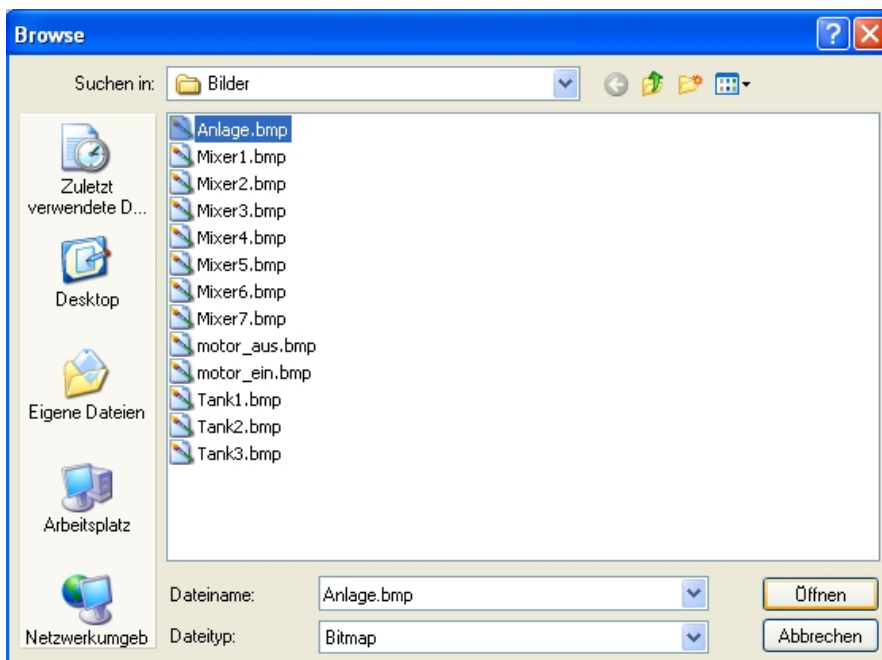 Browse
Suchen in:
Bilder
Zuletzt
verwendete D...
Desktop
Eigene Dateien
Arbeitsplatz
Netzwerkumgeb
Anlage.bmp
Mixer1.bmp
Mixer2.bmp
Mixer3.bmp
Mixer4.bmp
Mixer5.bmp
Mixer6.bmp
Mixer7.bmp
motor_aus.bmp
motor_ein.bmp
Tank1.bmp
Tank2.bmp
Tank3.bmp
Dateiname:
Anlage.bmp
Öffnen
Dateityp:
Bitmap
Abbrechen